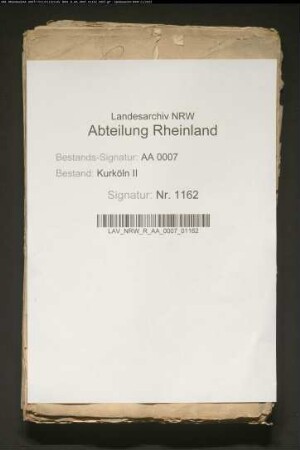 Landesarchiv NRW
Abteilung Rheinland
Bestands-Signatur: AA 0007
Bestand: Kurköln II
Signatur: Nr. 1162
LAV_NRW_R_AA_0007_01162